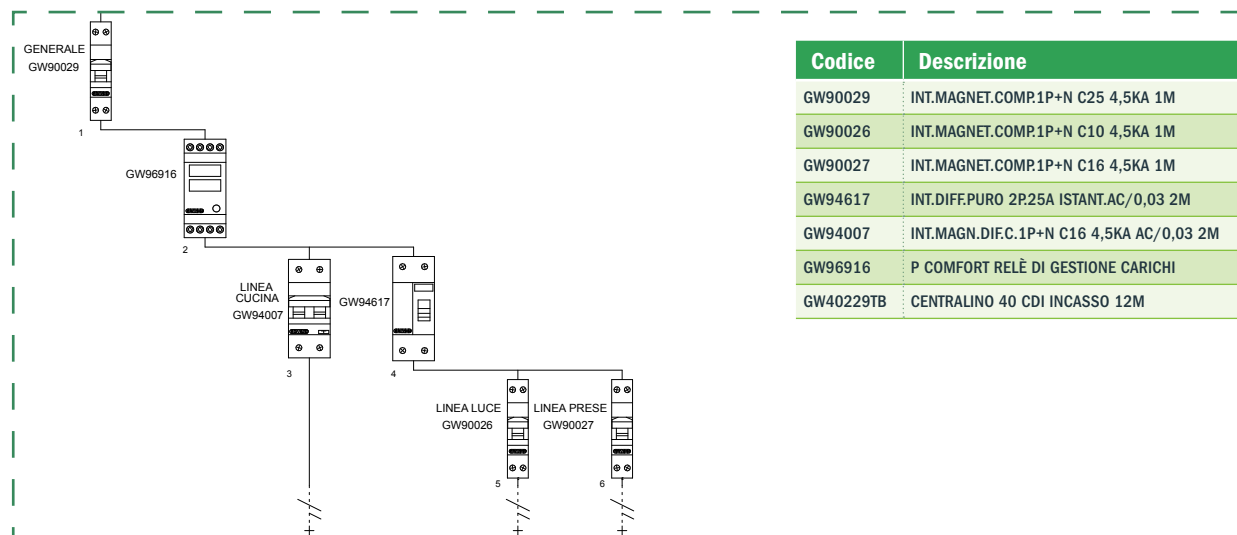 GENERALE
GW90029
1
GW96916
2
LINEA
CUCINA
GW94007
3
GW94617
4
LINEA LUCE
GW90026
5
LINEA PRESE
GW90027
6
Codice Descrizione
GW90029 INT.MAGNET.COMP.1P+N C25 4,5KA 1M
GW90026 INT.MAGNET.COMP.1P+N C10 4,5KA 1M
GW90027 INT.MAGNET.COMP.1P+N C16 4,5KA 1M
GW94617 INT.DIFF.PURO 2P.25A ISTANT.AC/0,03 2M
GW94007 INT.MAGN.DIF.C.1P+N C16 4,5KA AC/0,03 2M
GW96916 P COMFORT RELÈ DI GESTIONE CARICHI
GW40229TB CENTRALINO 40 CDI INCASSO 12M